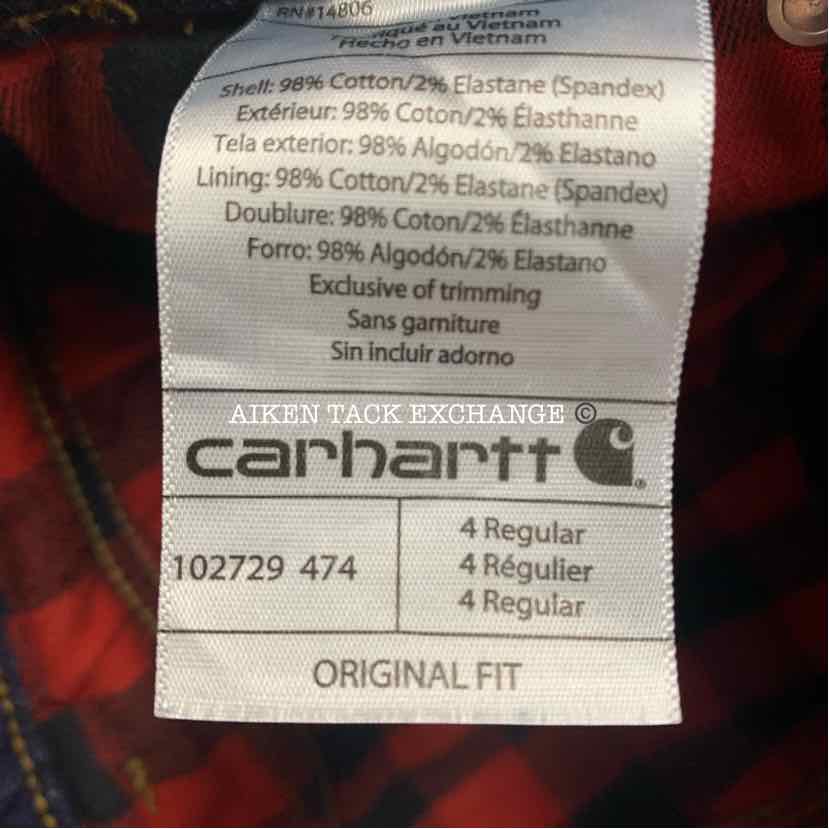 RN#14806
Vietnam
au Vietnam
Hecho en Vietnam
Shell: 98% Cotton/2% Elastane (Spandex)
Extérieur: 98% Coton/2% Élasthanne
Tela exterior: 98% Algodón/2% Elastano
Lining: 98% Cotton/2% Elastane (Spandex)
Doublure: 98% Coton/2% Élasthanne
Forro: 98% Algodón/2% Elastano
Exclusive of trimming
Sans garniture
Sin incluir adorno
AIKEN TACK EXCHANGE ©
carhartt ®
102729 474
4 Regular
4 Régulier
4 Regular
ORIGINAL FIT